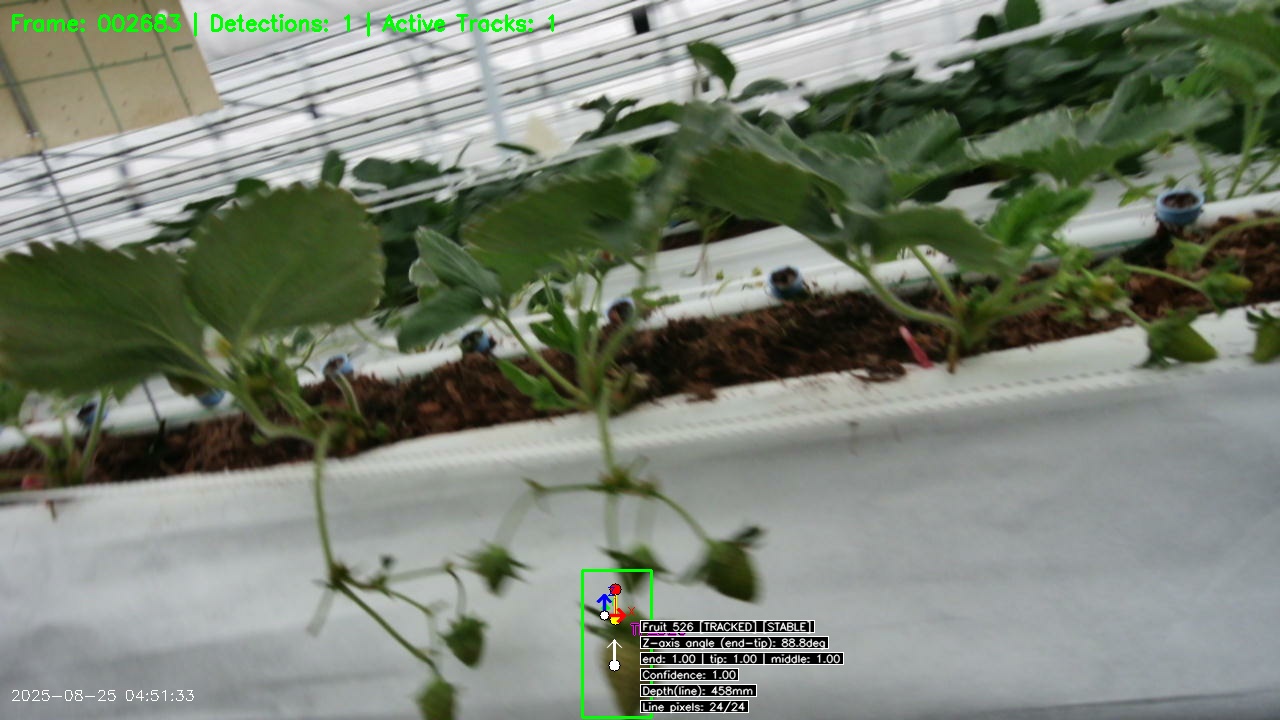 Frame: 002683 | Detections: 1 | Active Tracks: 1
Fruit 526 [TRACKED] [STABLE]
Z-axis angle (end-tip): 88.8deg
end: 1.00 | tip: 1.00 | middle: 1.00
Confidence: 1.00
Depth(line): 458mm
Line pixels: 24/24
2025-08-25 04:51:33